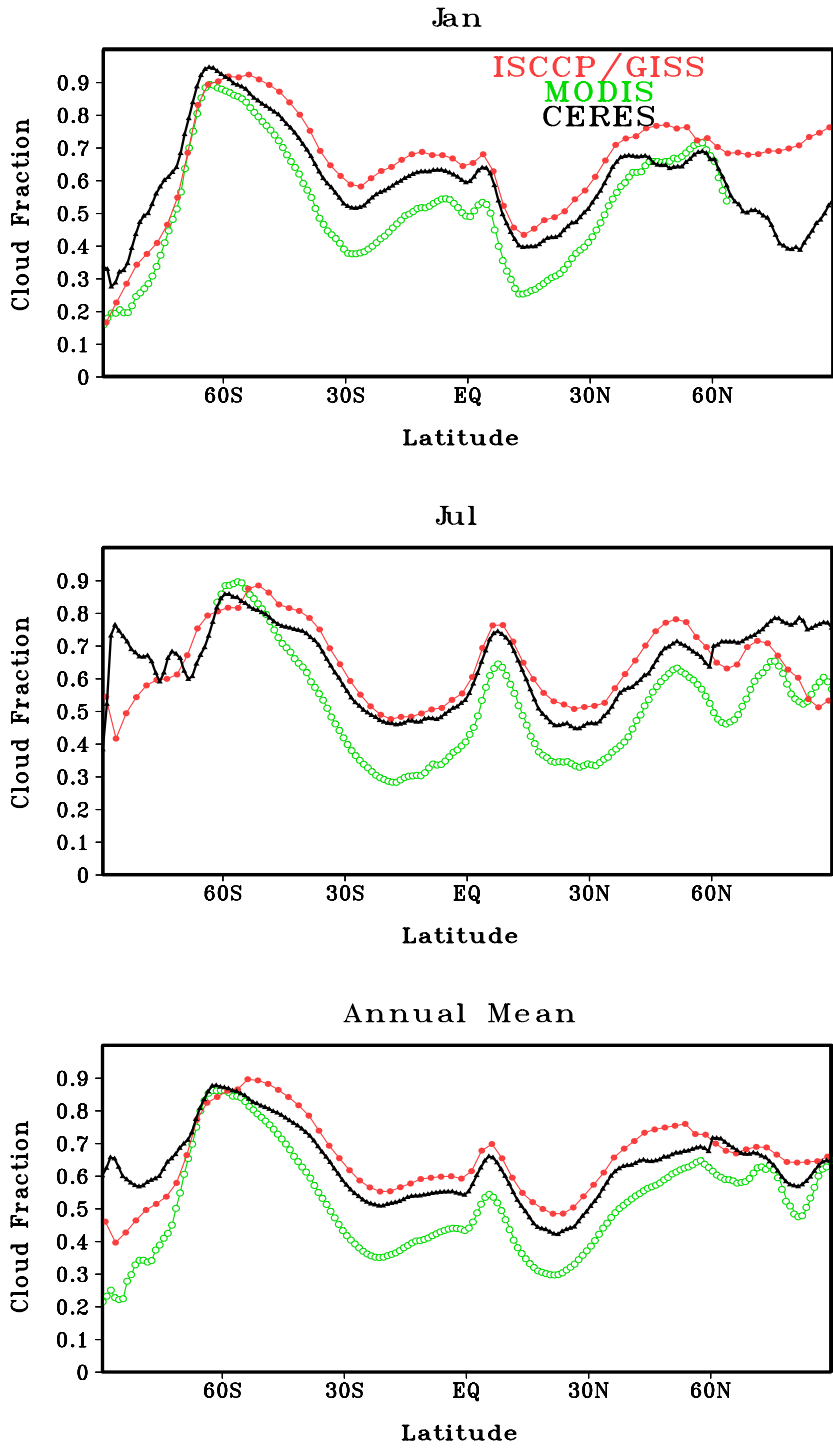 Jan
ISCCP/GISS
MODIS
CERES
Cloud Fraction
0.9
0.8
0.7
0.6
0.5
0.4
0.3
0.2
0.1
0
60S 30S EQ 30N 60N
Latitude
Jul
Cloud Fraction
0.9
0.8
0.7
0.6
0.5
0.4
0.3
0.2
0.1
0
60S 30S EQ 30N 60N
Latitude
Annual Mean
Cloud Fraction
0.9
0.8
0.7
0.6
0.5
0.4
0.3
0.2
0.1
0
60S 30S EQ 30N 60N
Latitude